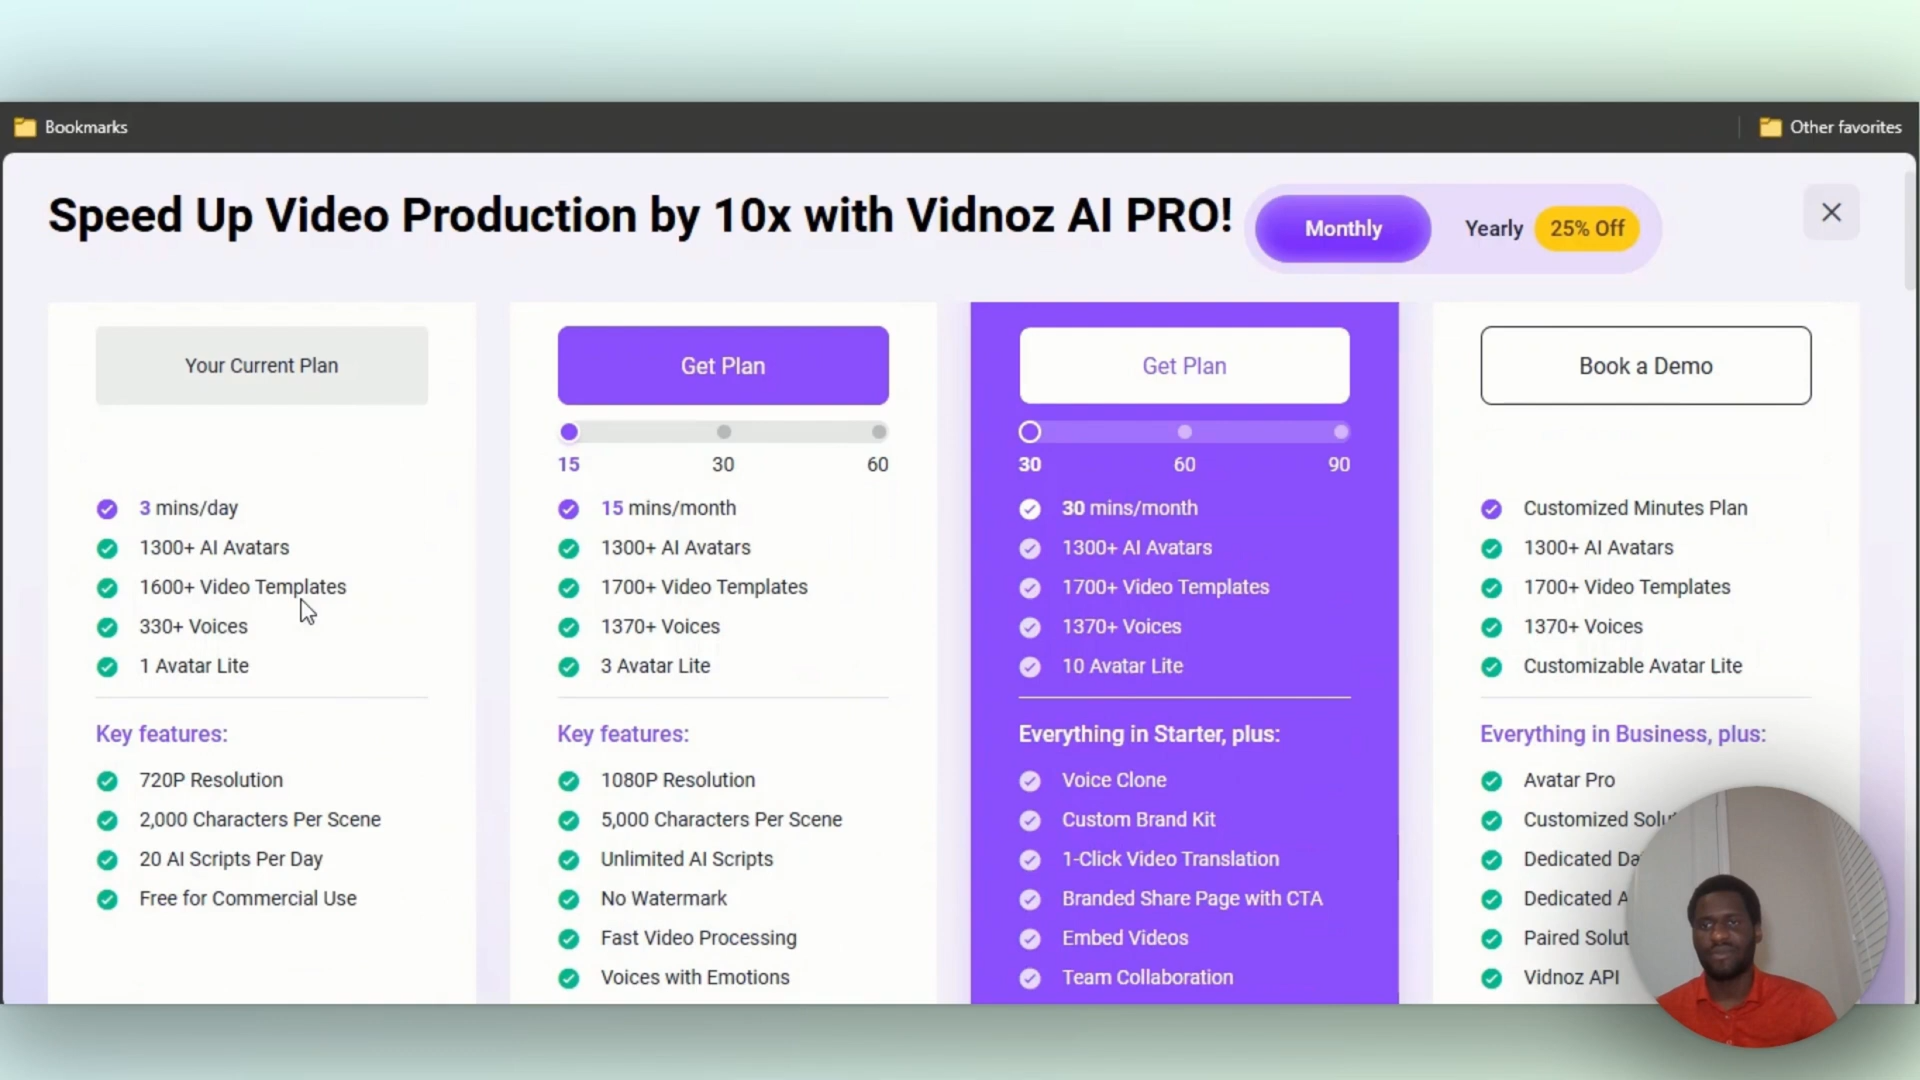 Bookmarks
Other favorites
Speed Up Video Production by 10x with Vidnoz AI PRO!
Monthly
Yearly
25% Off
Your Current Plan
3 mins/day
1300+ AI Avatars
1600+ Video Templates
330+ Voices
1 Avatar Lite
Key features:
720P Resolution
2,000 Characters Per Scene
20 AI Scripts Per Day
Free for Commercial Use
Get Plan
15 30 60
15 mins/month
1300+ AI Avatars
1700+ Video Templates
1370+ Voices
3 Avatar Lite
Key features:
1080P Resolution
5,000 Characters Per Scene
Unlimited AI Scripts
No Watermark
Fast Video Processing
Voices with Emotions
Get Plan
30 60 90
30 mins/month
1300+ AI Avatars
1700+ Video Templates
1370+ Voices
10 Avatar Lite
Everything in Starter, plus:
Voice Clone
Custom Brand Kit
1-Click Video Translation
Branded Share Page with CTA
Embed Videos
Team Collaboration
Book a Demo
Customized Minutes Plan
1300+ AI Avatars
1700+ Video Templates
1370+ Voices
Customizable Avatar Lite
Everything in Business, plus:
Avatar Pro
Customized
Dedicated
Dedicated
Paired
Vidnoz API